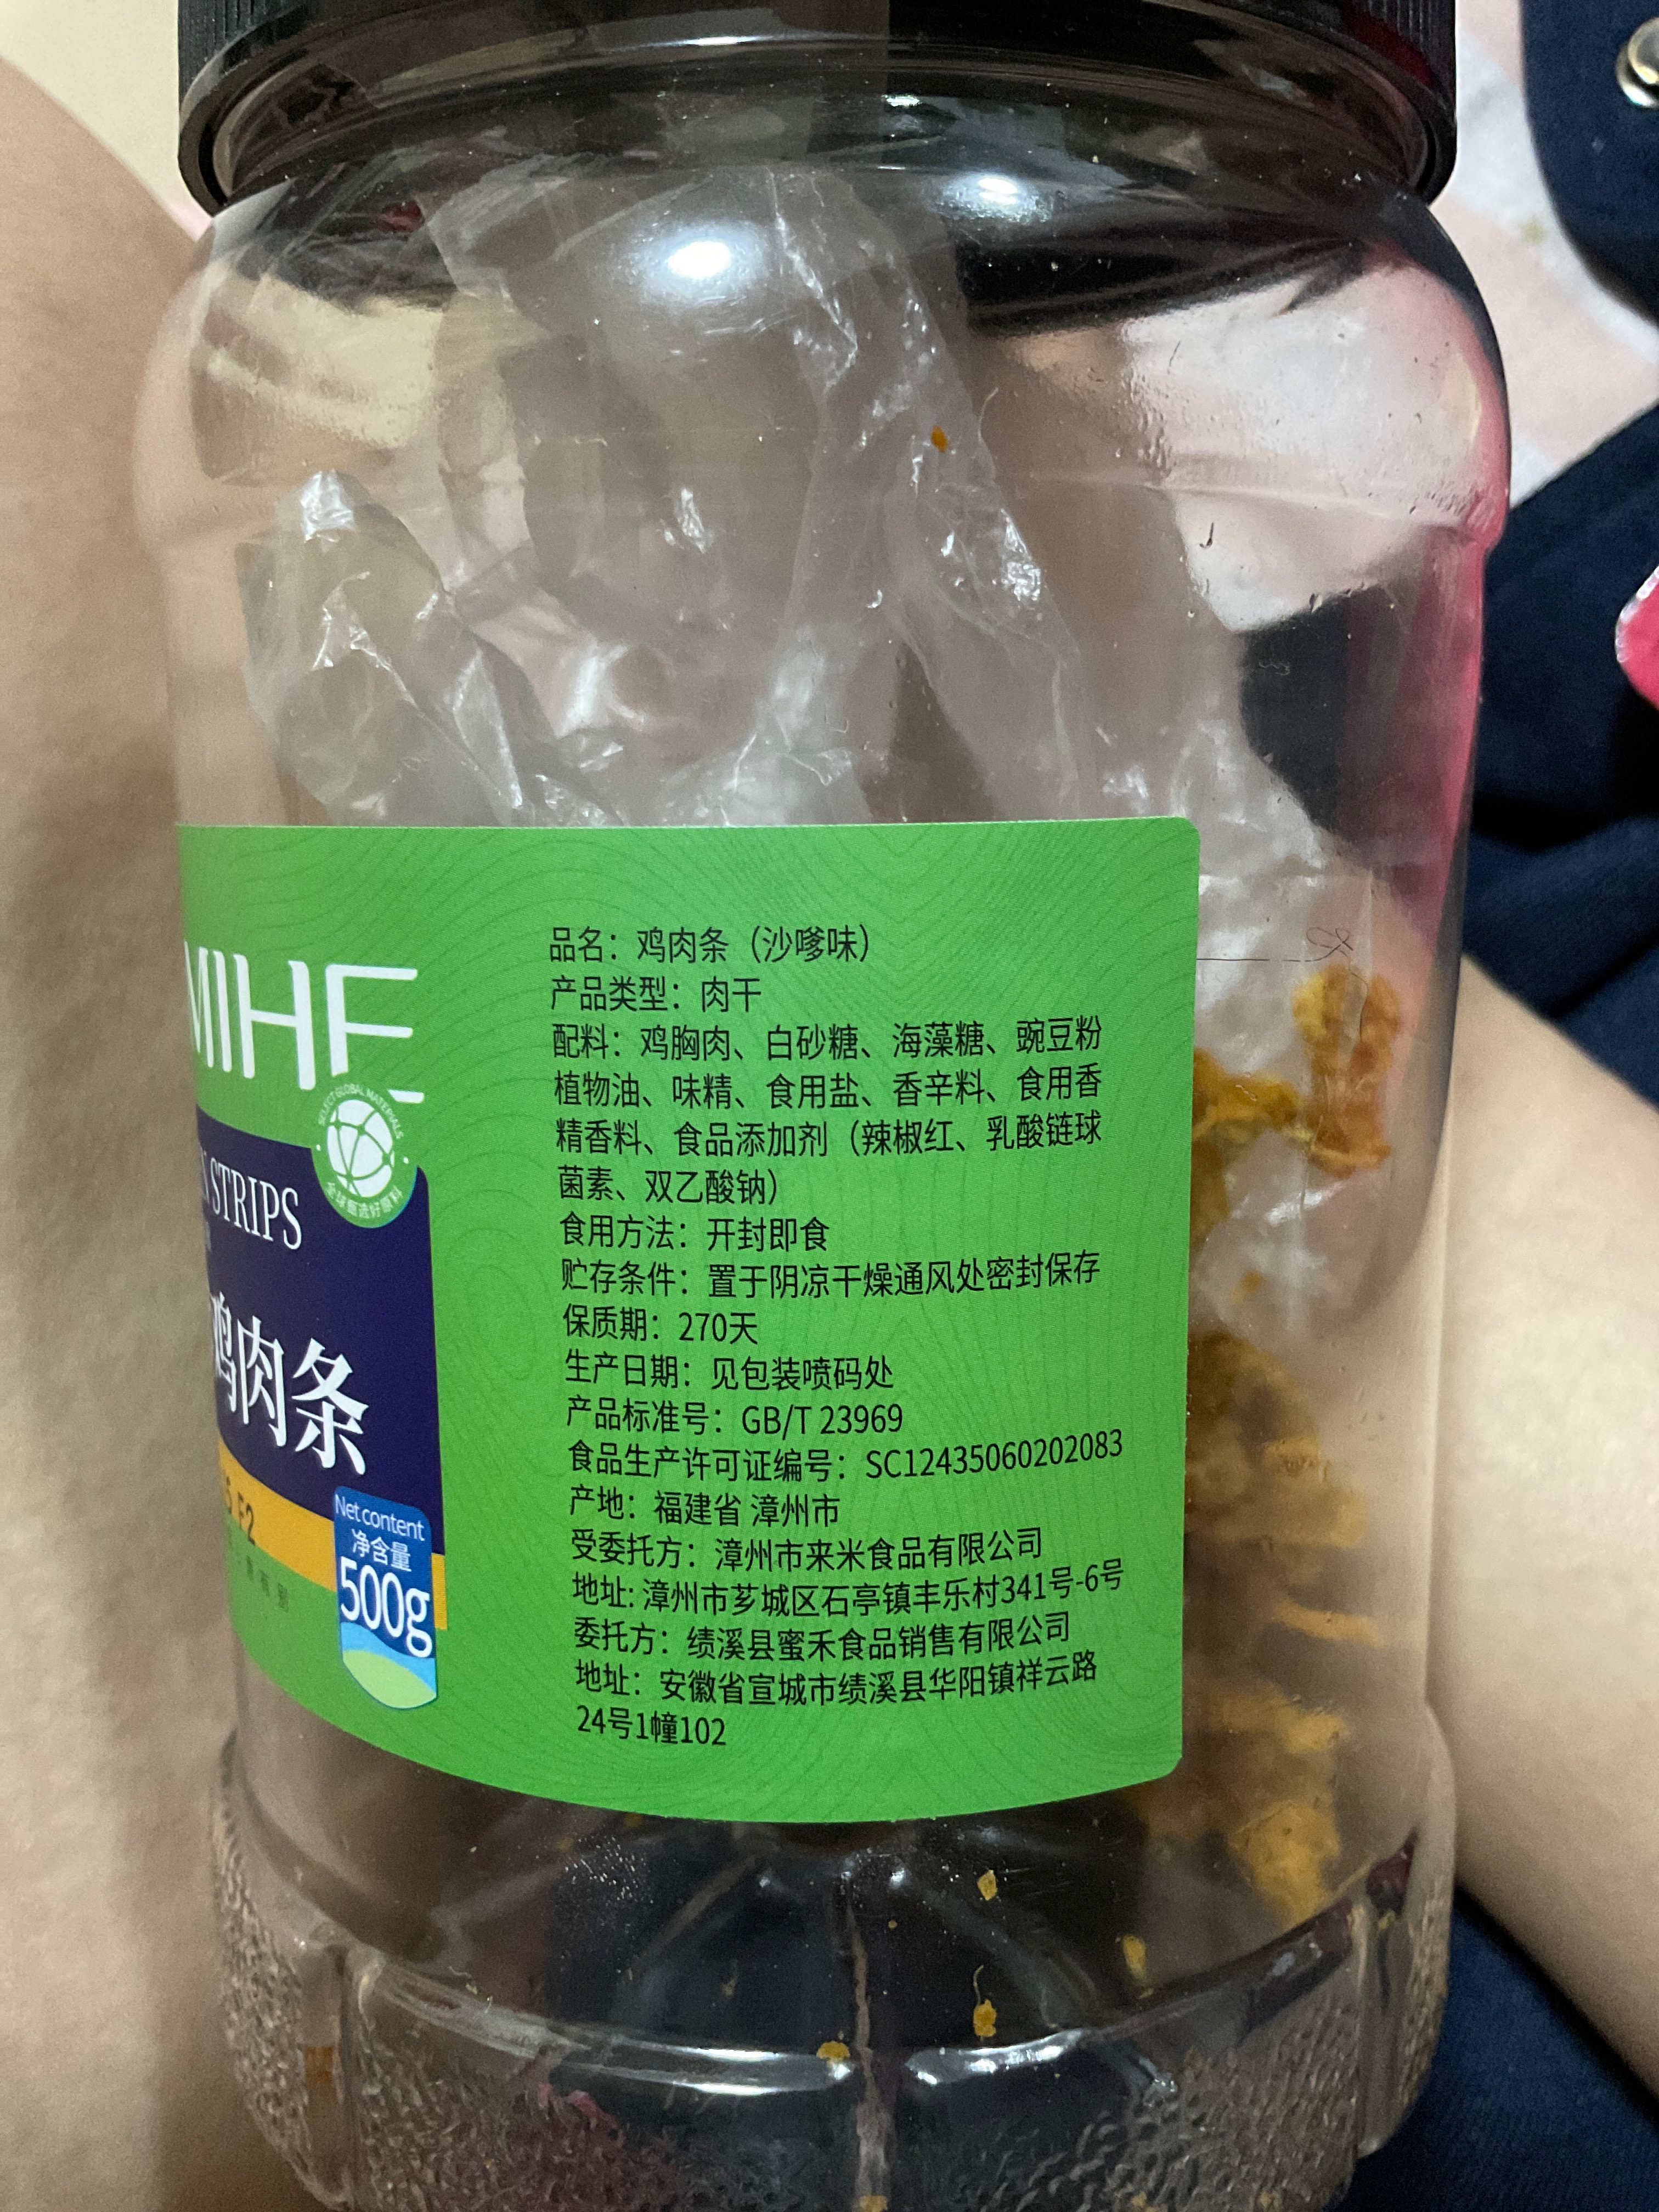 MIHE
SELECT GLOBAL MATERIALS
全球甄选好原料
STRIPS
鸡肉条
F2
Net content
净含量
500g
品名：鸡肉条（沙嗲味）
产品类型：肉干
配料：鸡胸肉、白砂糖、海藻糖、豌豆粉
植物油、味精、食用盐、香辛料、食用香
精香料、食品添加剂（辣椒红、乳酸链球
菌素、双乙酸钠）
食用方法：开封即食
贮存条件：置于阴凉干燥通风处密封保存
保质期：270天
生产日期：见包装喷码处
产品标准号：GB/T 23969
食品生产许可证编号：SC12435060202083
产地：福建省 漳州市
受委托方：漳州市来米食品有限公司
地址: 漳州市芗城区石亭镇丰乐村341号-6号
委托方：绩溪县蜜禾食品销售有限公司
地址：安徽省宣城市绩溪县华阳镇祥云路
24号1幢102